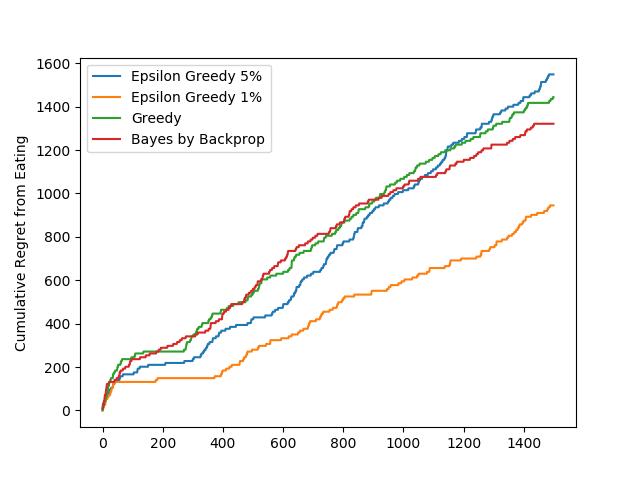 1600
1400
1200
1000
800
600
400
200
0
Cumulative Regret from Eating
Epsilon Greedy 5%
Epsilon Greedy 1%
Greedy
Bayes by Backprop
0 200 400 600 800 1000 1200 1400